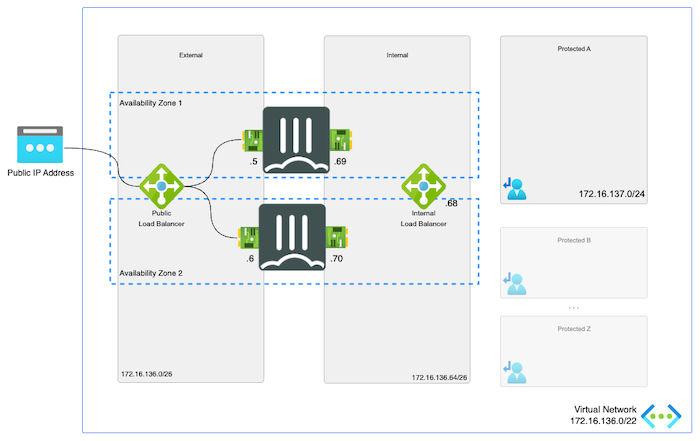 External
Internal
Protected A
Availability Zone 1
.5
.69
Public IP Address
172.16.137.0/24
.68
Public
Load Balancer
Internal
Load Balancer
Protected B
.6
.70
Availability Zone 2
...
Protected Z
172.16.136.0/26
172.16.136.64/26
Virtual Network
172.16.136.0/22